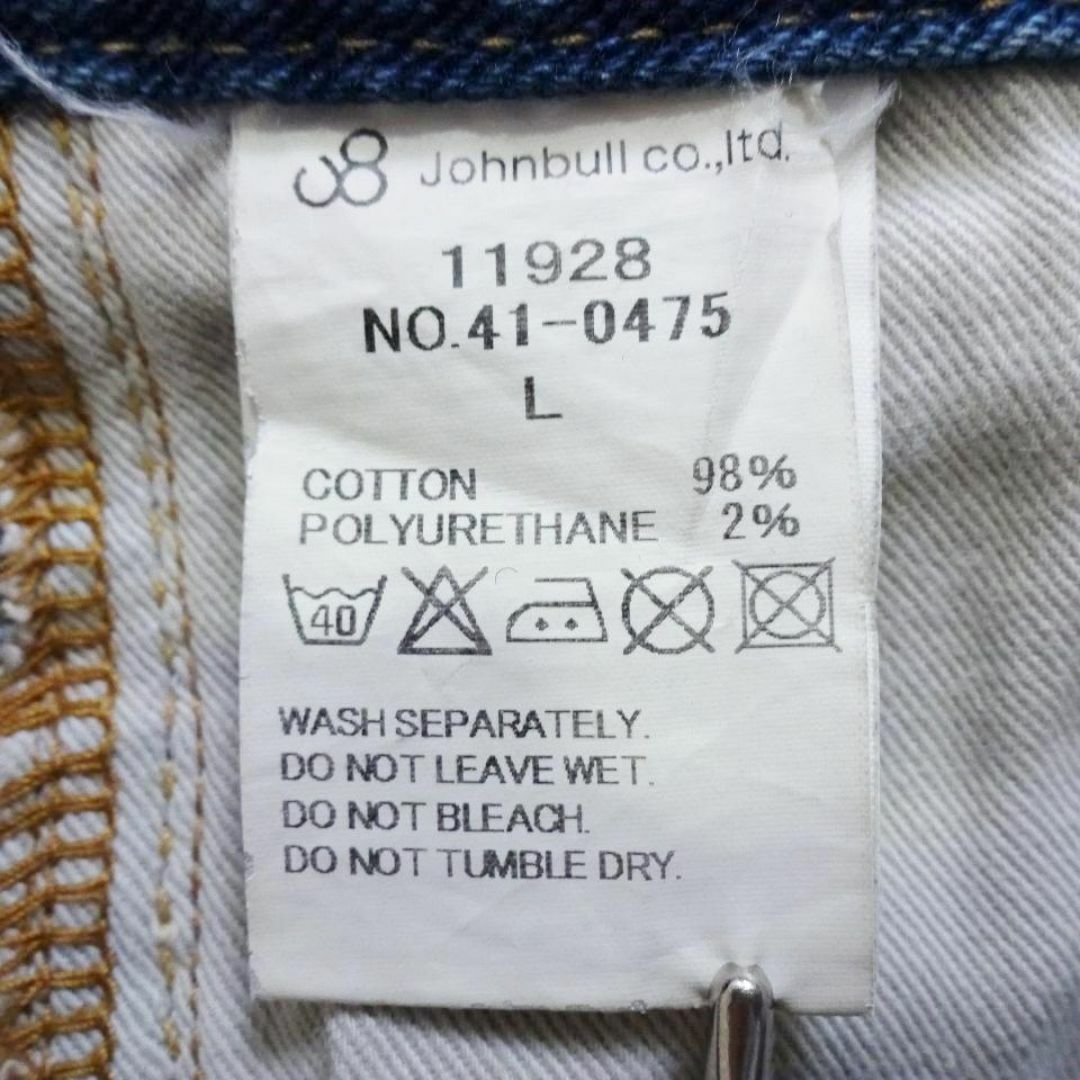 Johnbull co.,ltd.
11928
NO.41-0475
L
COTTON 98%
POLYURETHANE 2%
40
WASH SEPARATELY.
DO NOT LEAVE WET.
DO NOT BLEACH.
DO NOT TUMBLE DRY.